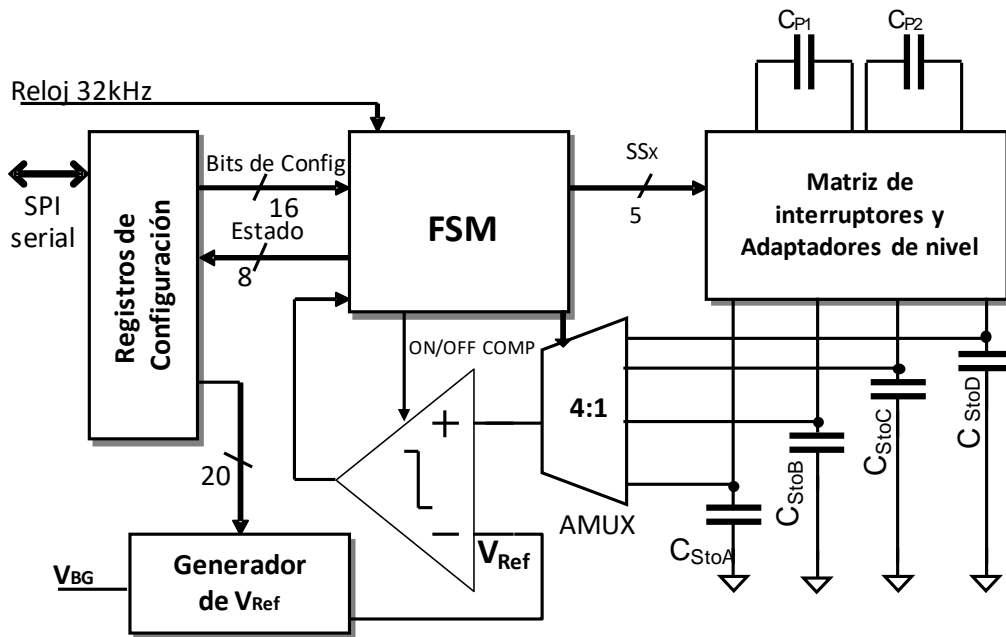 CP1
CP2
Reloj 32kHz
SPI
serial
Registros de
Configuración
Bits de Config
16
Estado
8
FSM
SSx
5
Matriz de
interruptores y
Adaptadores de nivel
ON/OFF COMP
+
−
4:1
AMUX
CStoA
CStoB
CStoC
CStoD
20
VRef
VBG
Generador
de VRef